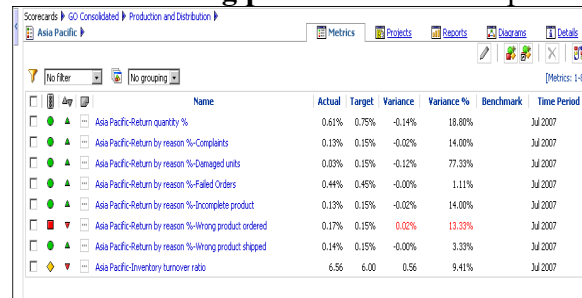 Scorecards GO Consolidated Production and Distribution
Asia Pacific Metrics Projects Reports Diagrams Details
No filter No grouping [Metrics: 1-
Name Actual Target Variance Variance % Benchmark Time Period
Asia Pacific-Return quantity % 0.61% 0.75% -0.14% 18.80% Jul 2007
Asia Pacific-Return by reason %-Complaints 0.13% 0.15% -0.02% 14.00% Jul 2007
Asia Pacific-Return by reason %-Damaged units 0.03% 0.15% -0.12% 77.33% Jul 2007
Asia Pacific-Return by reason %-Failed Orders 0.44% 0.45% -0.00% 1.11% Jul 2007
Asia Pacific-Return by reason %-Incomplete product 0.13% 0.15% -0.02% 14.00% Jul 2007
Asia Pacific-Return by reason %-Wrong product ordered 0.17% 0.15% 0.02% 13.33% Jul 2007
Asia Pacific-Return by reason %-Wrong product shipped 0.14% 0.15% -0.00% 3.33% Jul 2007
Asia Pacific-Inventory turnover ratio 6.56 6.00 0.56 9.41% Jul 2007